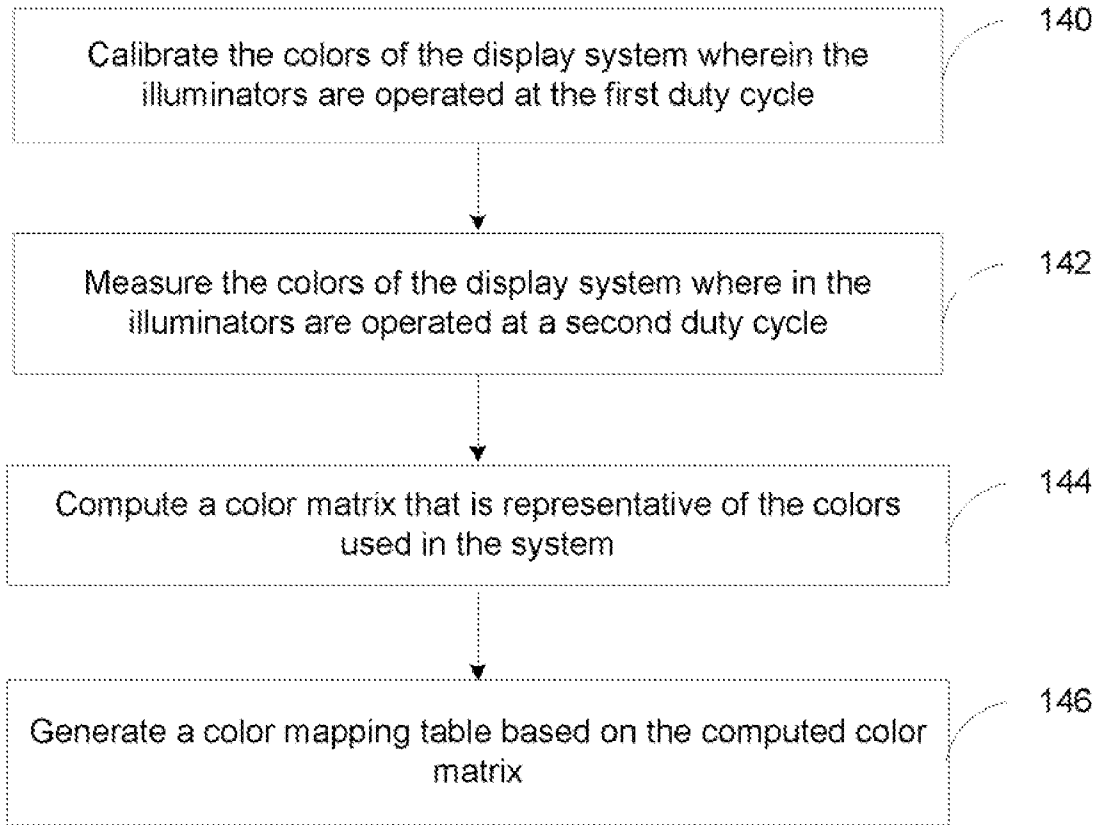 Calibrate the colors of the display system wherein the
illuminators are operated at the first duty cycle
140
Measure the colors of the display system where in the
illuminators are operated at a second duty cycle
142
Compute a color matrix that is representative of the colors
used in the system
144
Generate a color mapping table based on the computed color
matrix
146